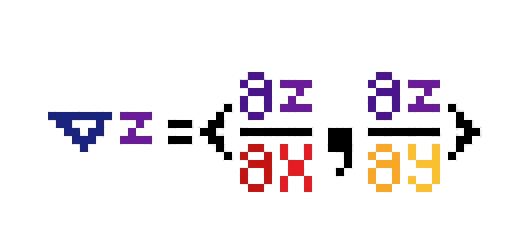 ∇z = ⟨∂z/∂x, ∂z/∂y⟩